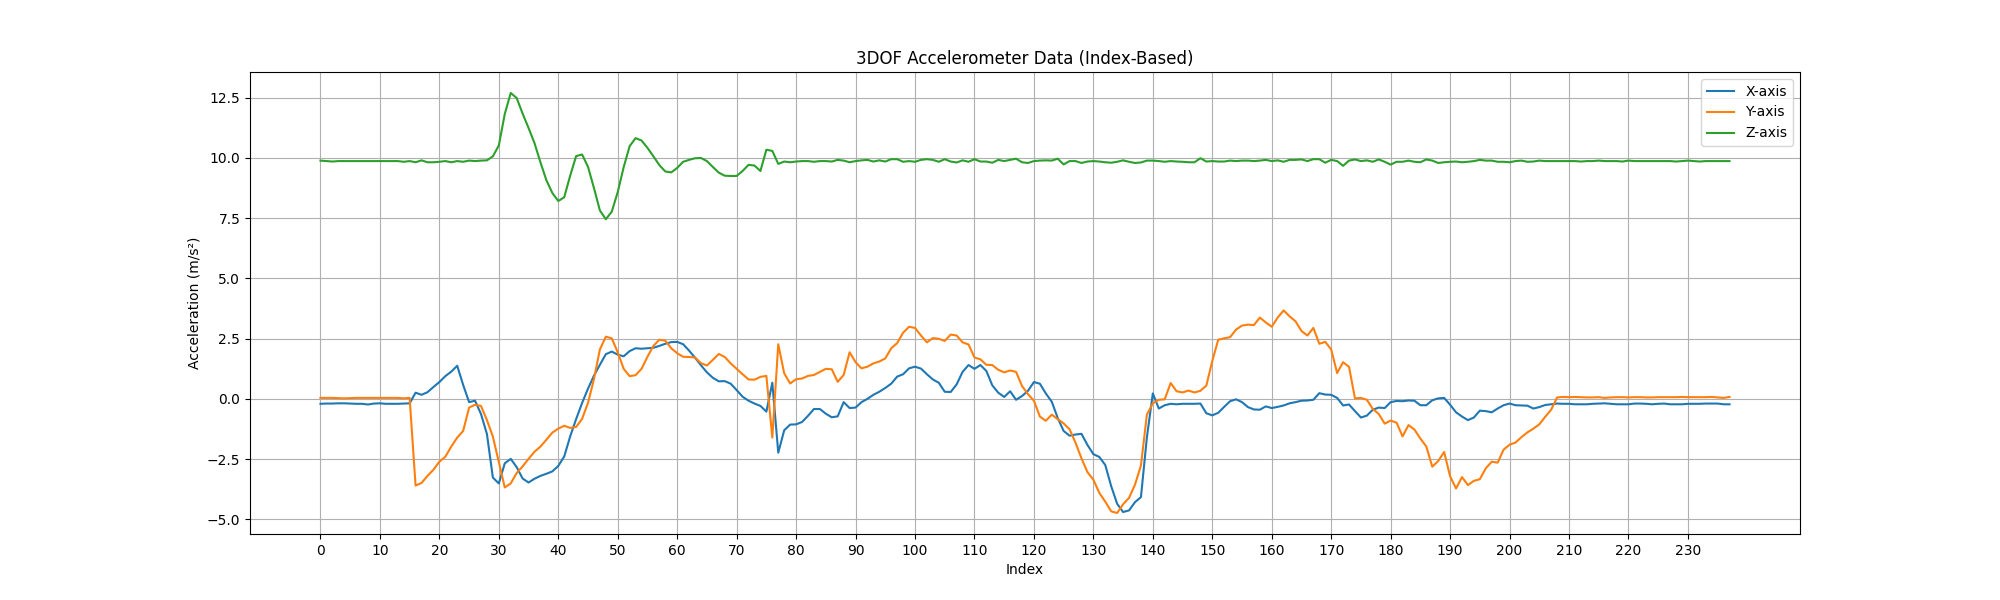 3DOF Accelerometer Data (Index-Based)
X-axis
Y-axis
Z-axis
Acceleration (m/s²)
12.5
10.0
7.5
5.0
2.5
0.0
−2.5
−5.0
0 10 20 30 40 50 60 70 80 90 100 110 120 130 140 150 160 170 180 190 200 210 220 230
Index